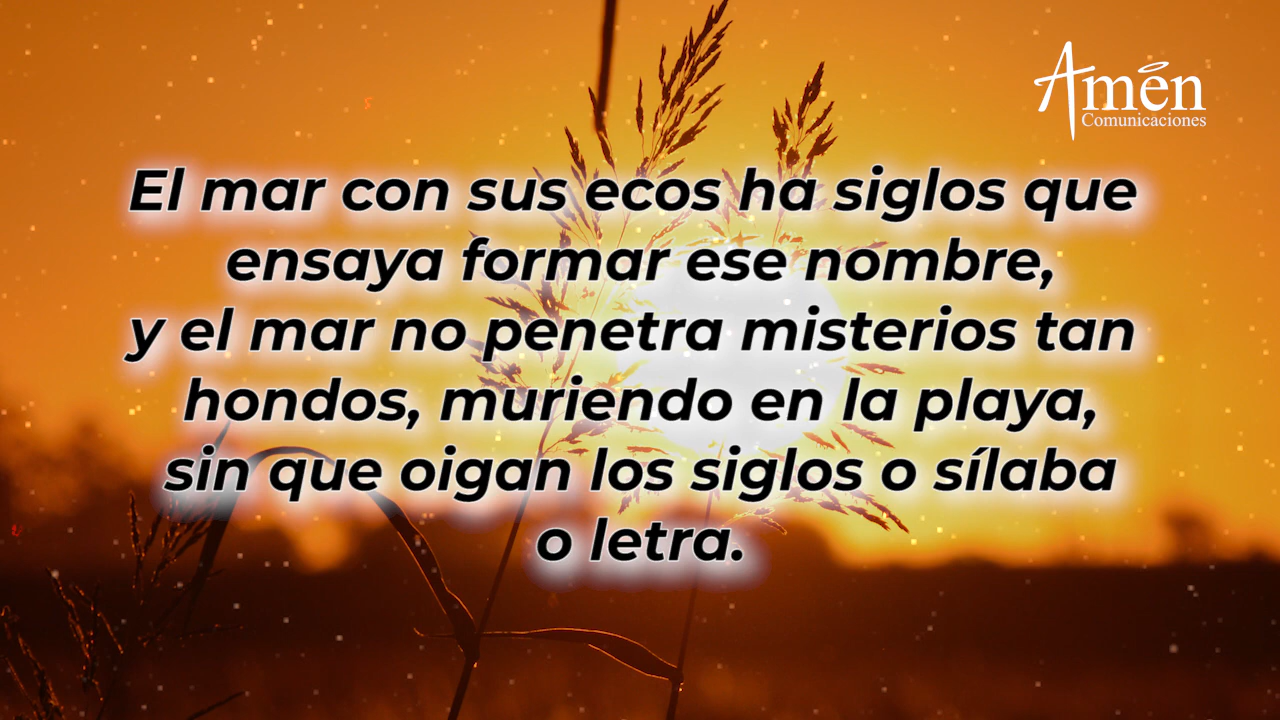 Amén
Comunicaciones
El mar con sus ecos ha siglos que
ensaya formar ese nombre,
y el mar no penetra misterios tan
hondos, muriendo en la playa,
sin que oigan los siglos o sílaba
o letra.